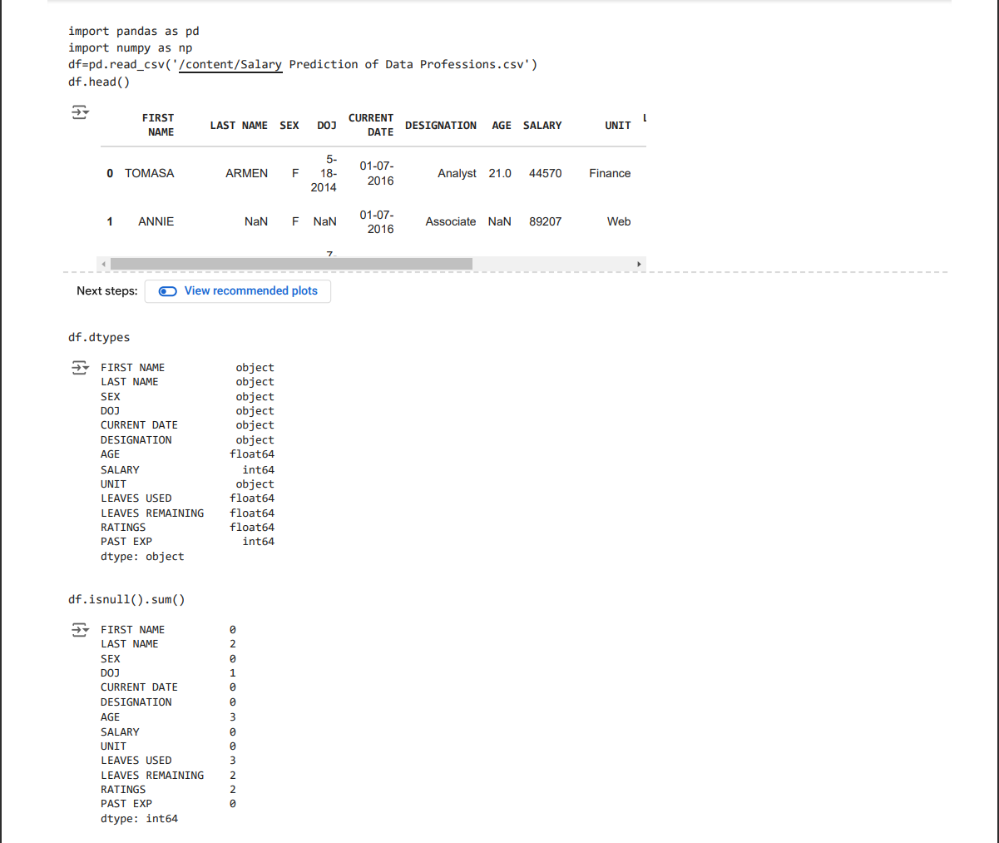 import pandas as pd
import numpy as np
df=pd.read_csv('/content/Salary Prediction of Data Professions.csv')
df.head()
FIRST NAME LAST NAME SEX DOJ CURRENT DATE DESIGNATION AGE SALARY UNIT L
0 TOMASA ARMEN F 5-18-2014 01-07-2016 Analyst 21.0 44570 Finance
1 ANNIE NaN F NaN 01-07-2016 Associate NaN 89207 Web
7-
Next steps: View recommended plots
df.dtypes
FIRST NAME object
LAST NAME object
SEX object
DOJ object
CURRENT DATE object
DESIGNATION object
AGE float64
SALARY int64
UNIT object
LEAVES USED float64
LEAVES REMAINING float64
RATINGS float64
PAST EXP int64
dtype: object
df.isnull().sum()
FIRST NAME 0
LAST NAME 2
SEX 0
DOJ 1
CURRENT DATE 0
DESIGNATION 0
AGE 3
SALARY 0
UNIT 0
LEAVES USED 3
LEAVES REMAINING 2
RATINGS 2
PAST EXP 0
dtype: int64